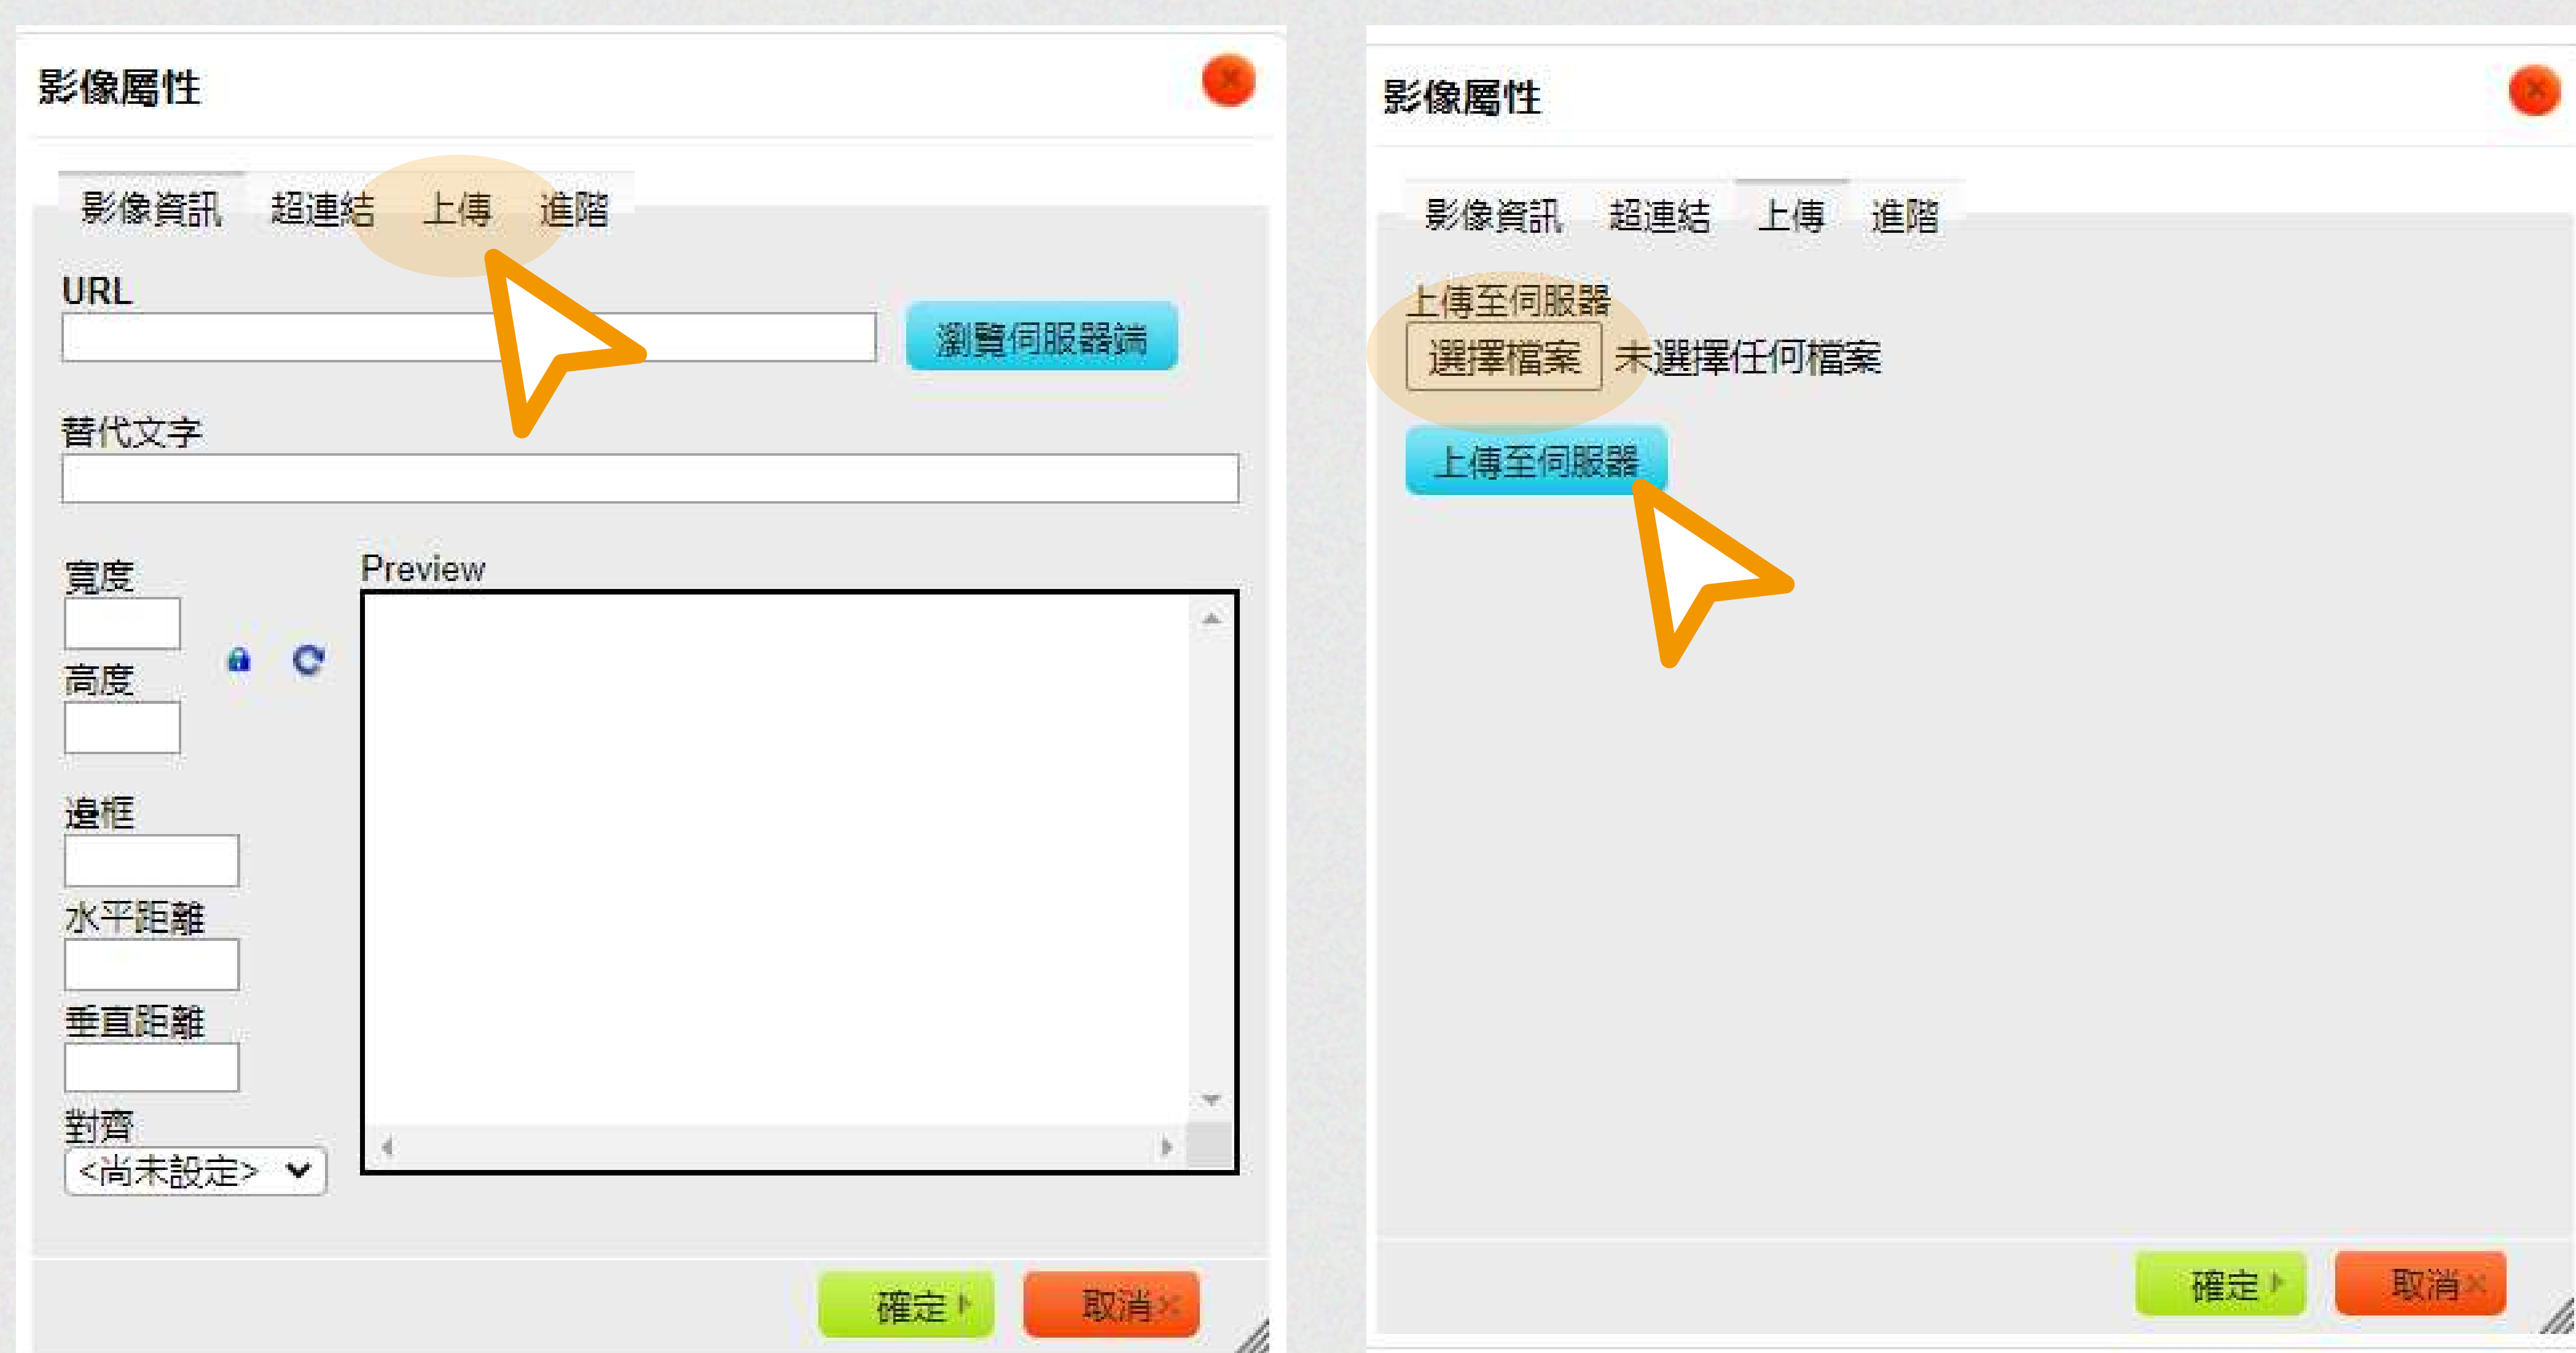 影像屬性
影像資訊 超連結 上傳 進階
URL
瀏覽伺服器端
替代文字
寬度
Preview
高度
邊框
水平距離
垂直距離
對齊
<尚未設定>
確定 取消
影像屬性
影像資訊 超連結 上傳 進階
上傳至伺服器
選擇檔案 未選擇任何檔案
上傳至伺服器
確定 取消